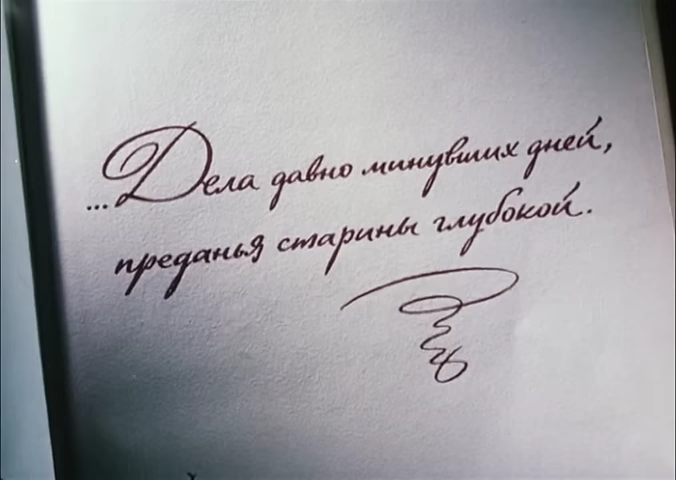 ...Дела давно минувших дней,
преданья старины глубокой.